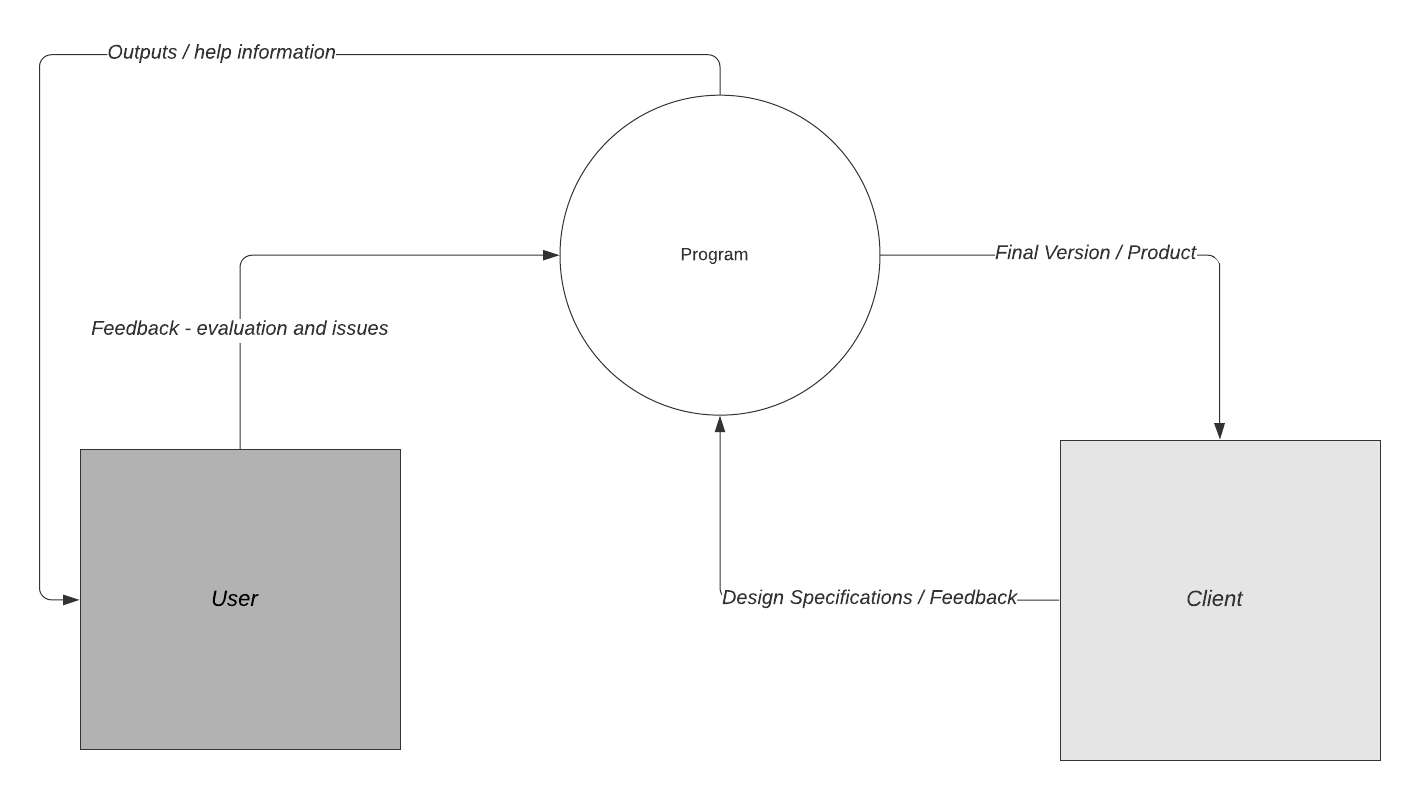 Outputs / help information
Program
Final Version / Product
Feedback - evaluation and issues
User
Design Specifications / Feedback
Client